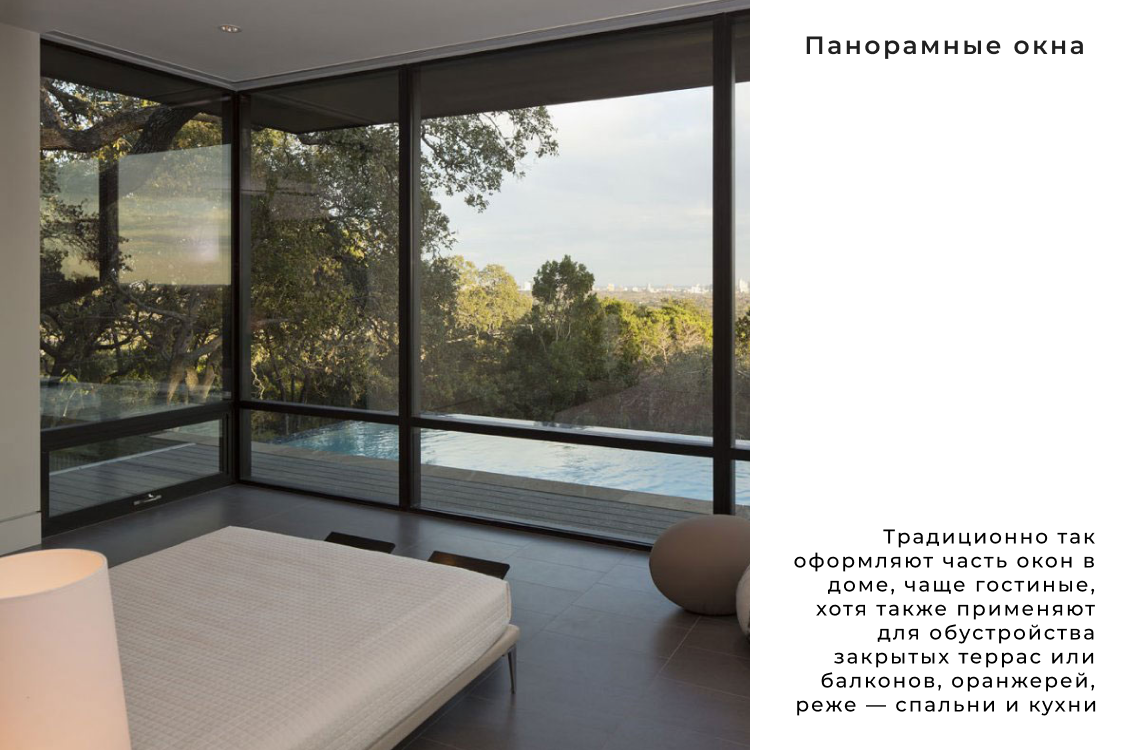 Панорамные окна
Традиционно так
оформляют часть окон в
доме, чаще гостиные,
хотя также применяют
для обустройства
закрытых террас или
балконов, оранжерей,
реже — спальни и кухни